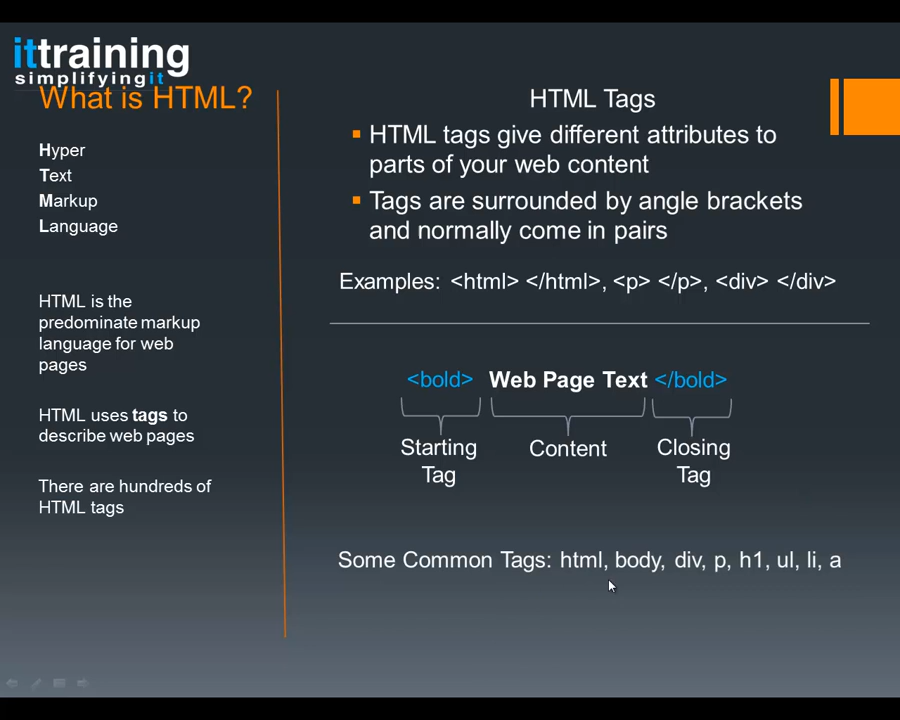 ittraining
simplifyingit
What is HTML?
Hyper
Text
Markup
Language
HTML is the
predominate markup
language for web
pages
HTML uses tags to
describe web pages
There are hundreds of
HTML tags
HTML Tags
HTML tags give different attributes to
parts of your web content
Tags are surrounded by angle brackets
and normally come in pairs
Examples: <html> </html>, <p> </p>, <div> </div>
<bold> Web Page Text </bold>
Starting
Tag
Content
Closing
Tag
Some Common Tags: html, body, div, p, h1, ul, li, a